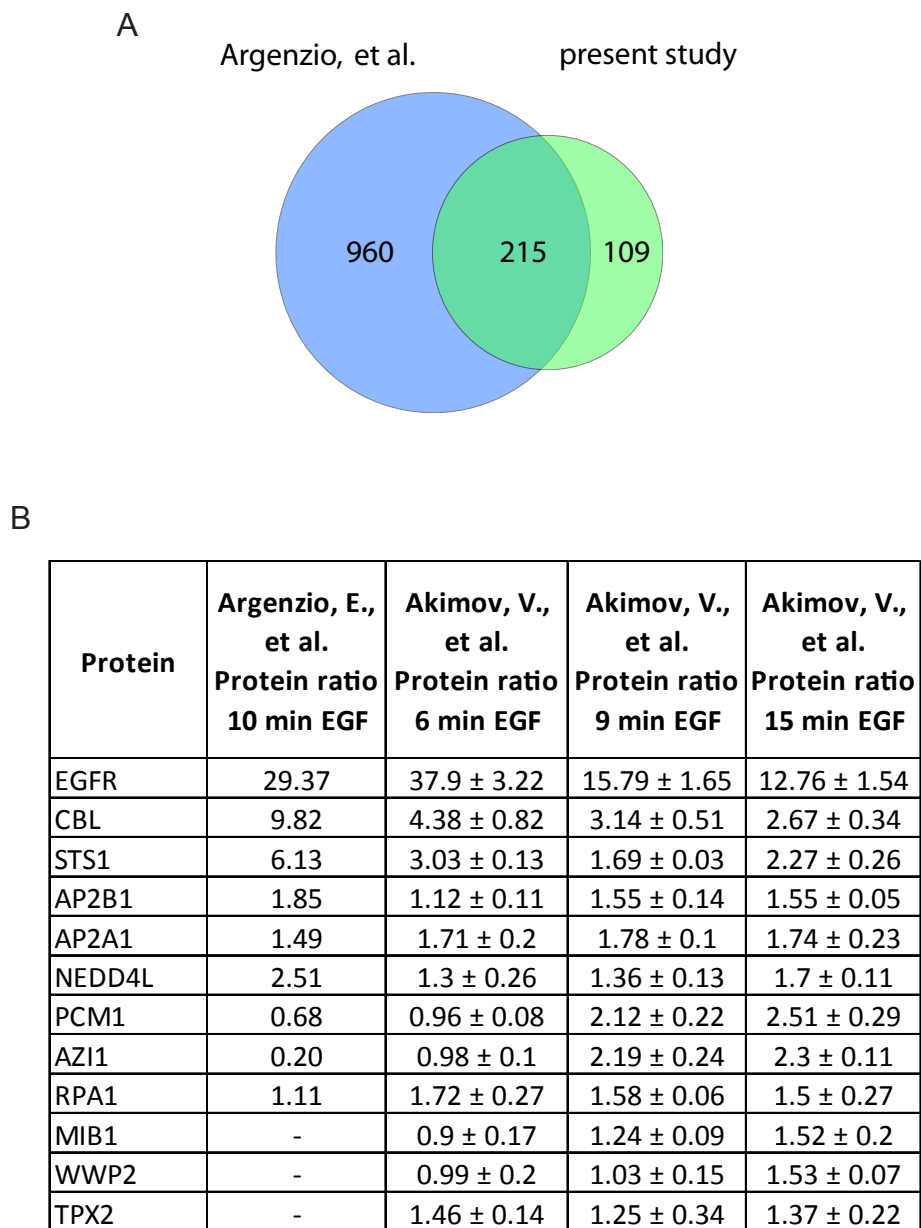 A
Argenzio, et al. present study
960 215 109
B
Protein Argenzio, E., et al. Protein ratio 10 min EGF Akimov, V., et al. Protein ratio 6 min EGF Akimov, V., et al. Protein ratio 9 min EGF Akimov, V., et al. Protein ratio 15 min EGF
EGFR 29.37 37.9 ± 3.22 15.79 ± 1.65 12.76 ± 1.54
CBL 9.82 4.38 ± 0.82 3.14 ± 0.51 2.67 ± 0.34
STS1 6.13 3.03 ± 0.13 1.69 ± 0.03 2.27 ± 0.26
AP2B1 1.85 1.12 ± 0.11 1.55 ± 0.14 1.55 ± 0.05
AP2A1 1.49 1.71 ± 0.2 1.78 ± 0.1 1.74 ± 0.23
NEDD4L 2.51 1.3 ± 0.26 1.36 ± 0.13 1.7 ± 0.11
PCM1 0.68 0.96 ± 0.08 2.12 ± 0.22 2.51 ± 0.29
AZI1 0.20 0.98 ± 0.1 2.19 ± 0.24 2.3 ± 0.11
RPA1 1.11 1.72 ± 0.27 1.58 ± 0.06 1.5 ± 0.27
MIB1 - 0.9 ± 0.17 1.24 ± 0.09 1.52 ± 0.2
WWP2 - 0.99 ± 0.2 1.03 ± 0.15 1.53 ± 0.07
TPX2 - 1.46 ± 0.14 1.25 ± 0.34 1.37 ± 0.22